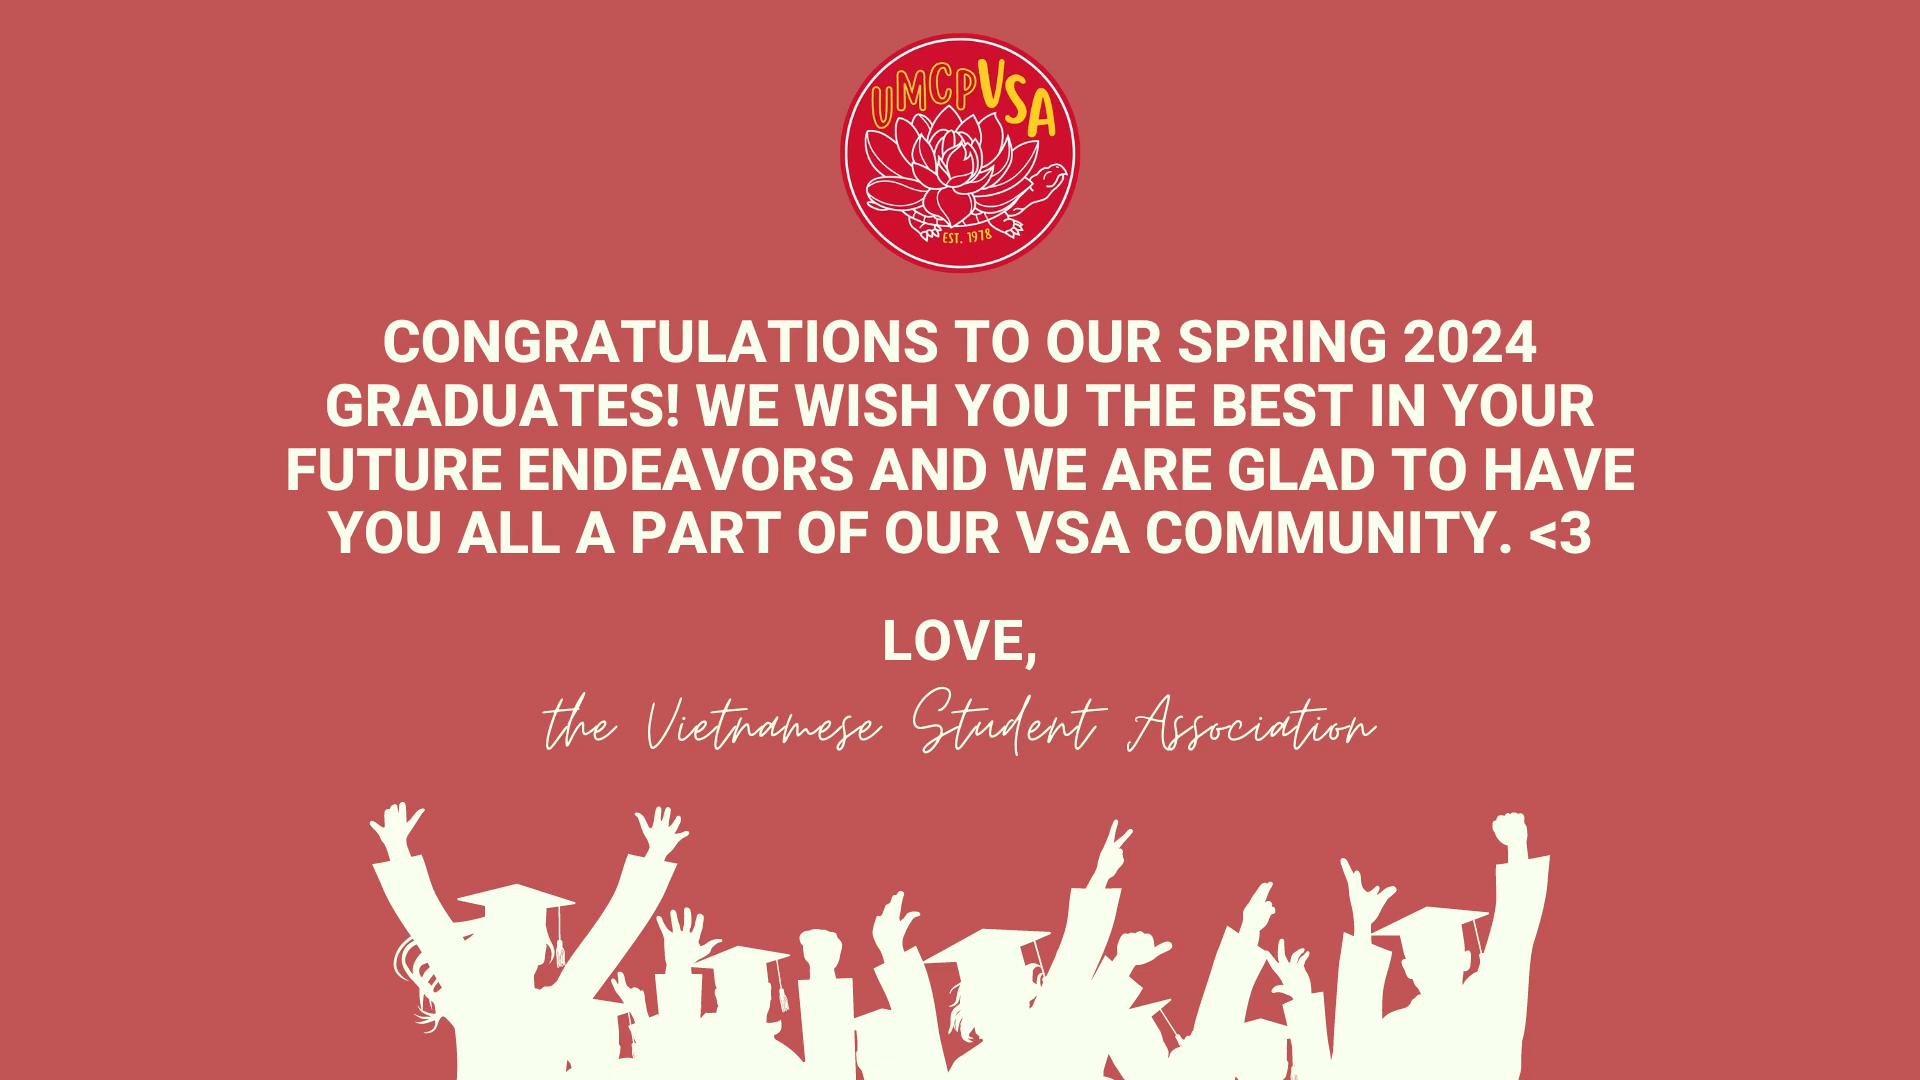 UMCPVSA
EST. 1978
CONGRATULATIONS TO OUR SPRING 2024
GRADUATES! WE WISH YOU THE BEST IN YOUR
FUTURE ENDEAVORS AND WE ARE GLAD TO HAVE
YOU ALL A PART OF OUR VSA COMMUNITY. <3
LOVE,
the Vietnamese Student Association